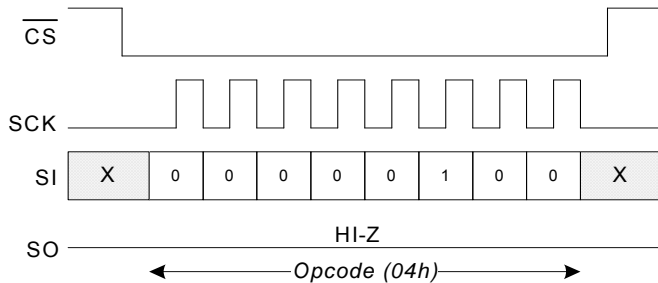 CS
SCK
SI X 0 0 0 0 0 1 0 0 X
HI-Z
SO
Opcode (04h)